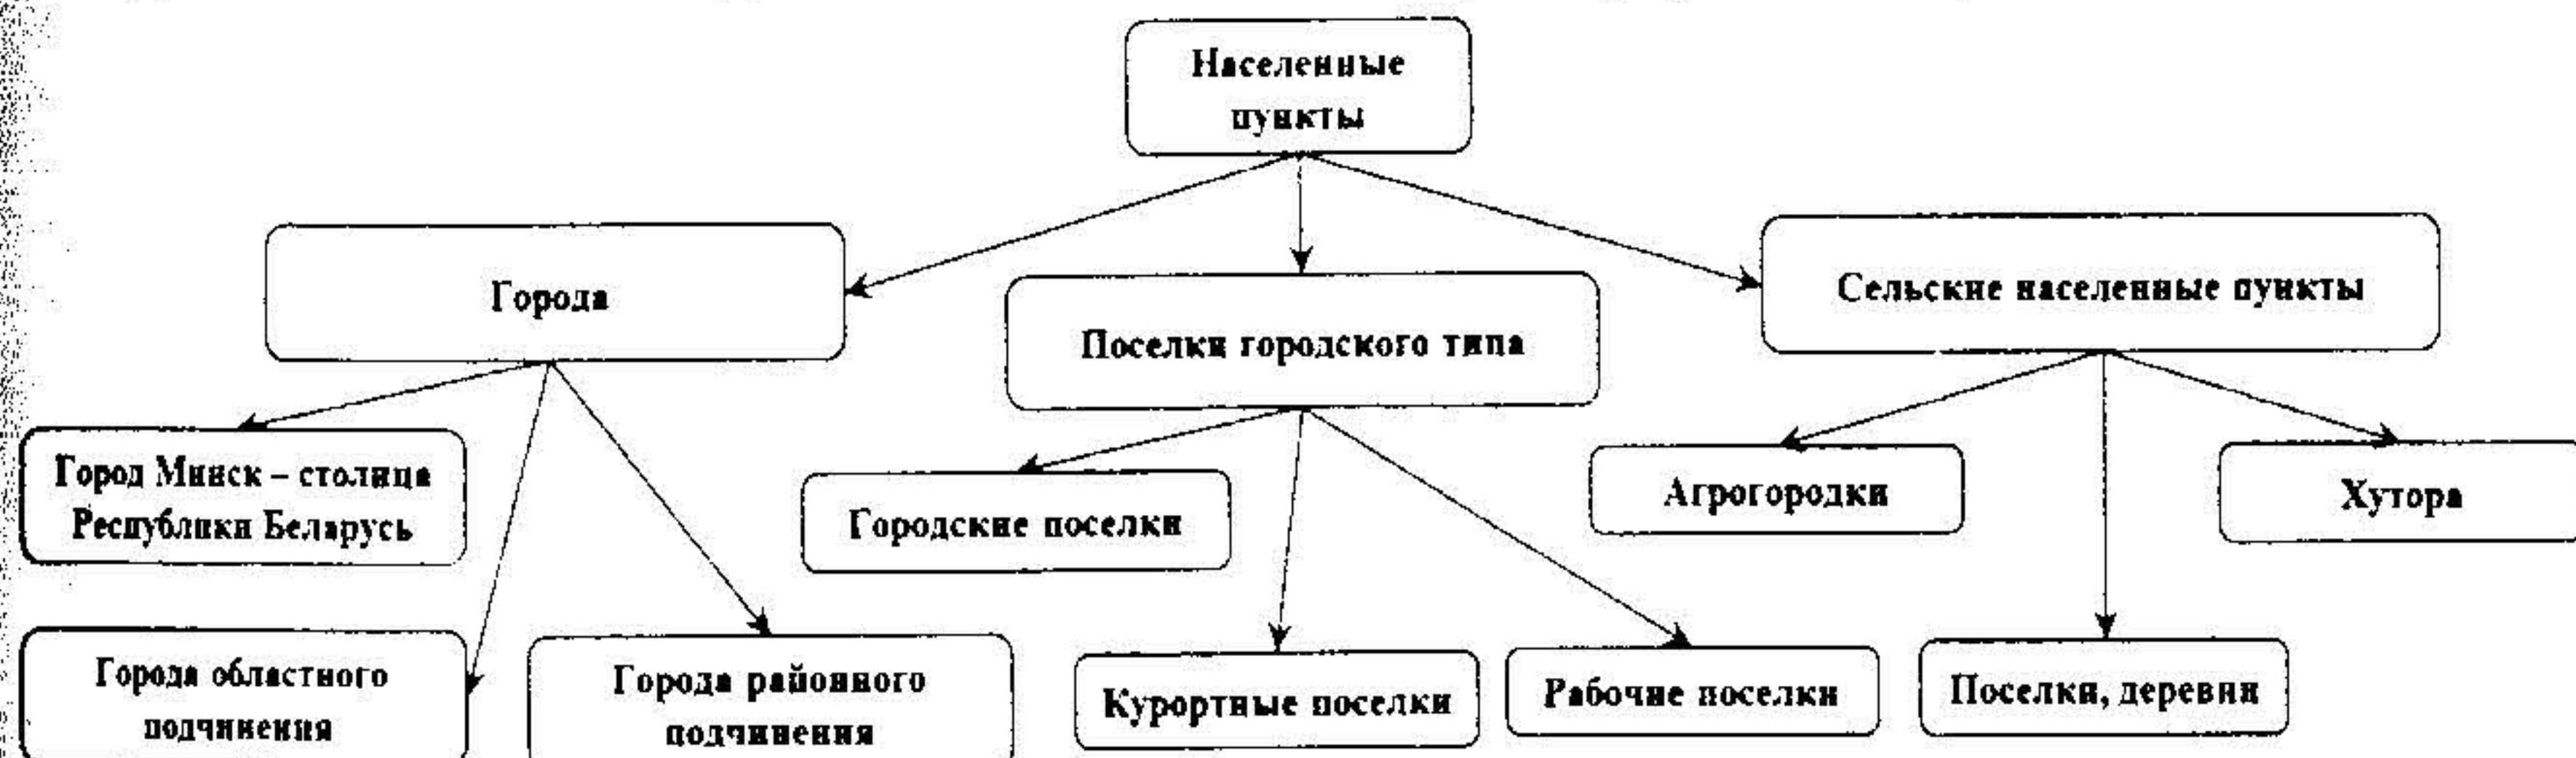 Населенные
пункты
Города
Поселки городского типа
Сельские населенные пункты
Город Минск – столица
Республики Беларусь
Городские поселки
Агрогородки
Хутора
Города областного
подчинения
Города районного
подчинения
Курортные поселки
Рабочие поселки
Поселки, деревни